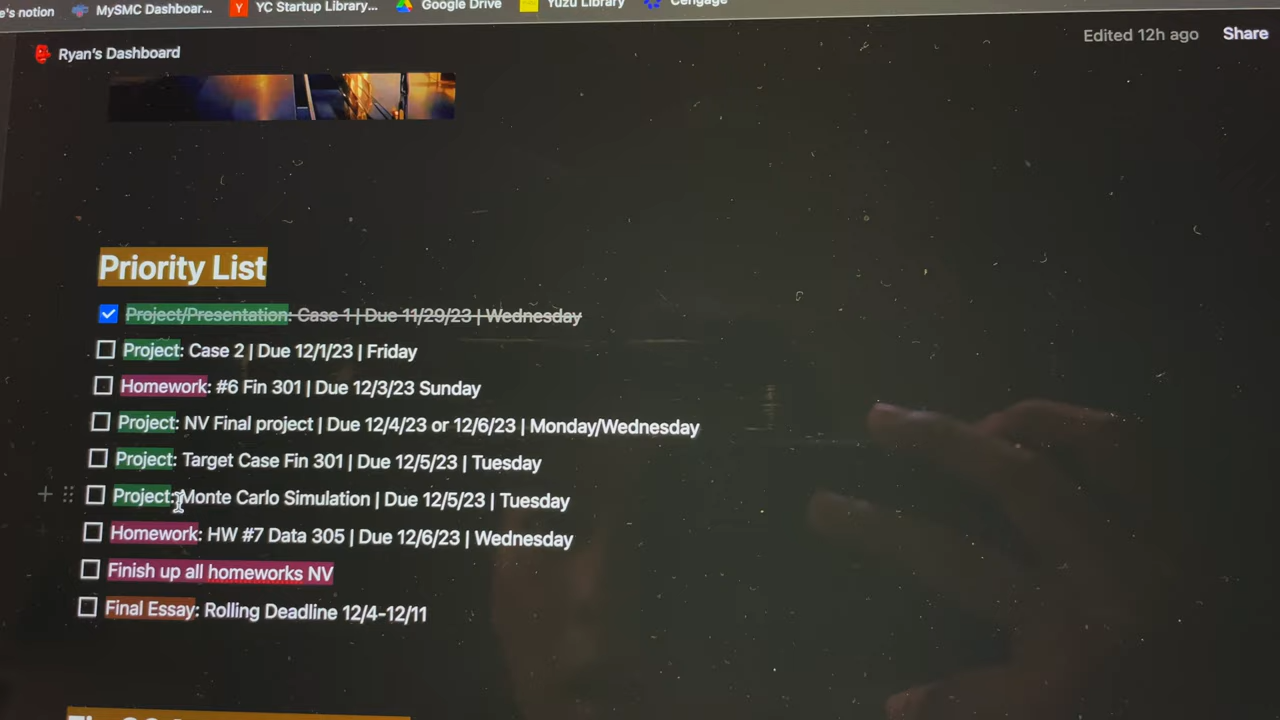 e's notion MySMC Dashboar... YC Startup Library... Google Drive Yuzu Library Cengage
Ryan's Dashboard Edited 12h ago Share
Priority List
Project/Presentation: Case 1 | Due 11/29/23 | Wednesday
Project: Case 2 | Due 12/1/23 | Friday
Homework: #6 Fin 301 | Due 12/3/23 Sunday
Project: NV Final project | Due 12/4/23 or 12/6/23 | Monday/Wednesday
Project: Target Case Fin 301 | Due 12/5/23 | Tuesday
Project: Monte Carlo Simulation | Due 12/5/23 | Tuesday
Homework: HW #7 Data 305 | Due 12/6/23 | Wednesday
Finish up all homeworks NV
Final Essay: Rolling Deadline 12/4-12/11